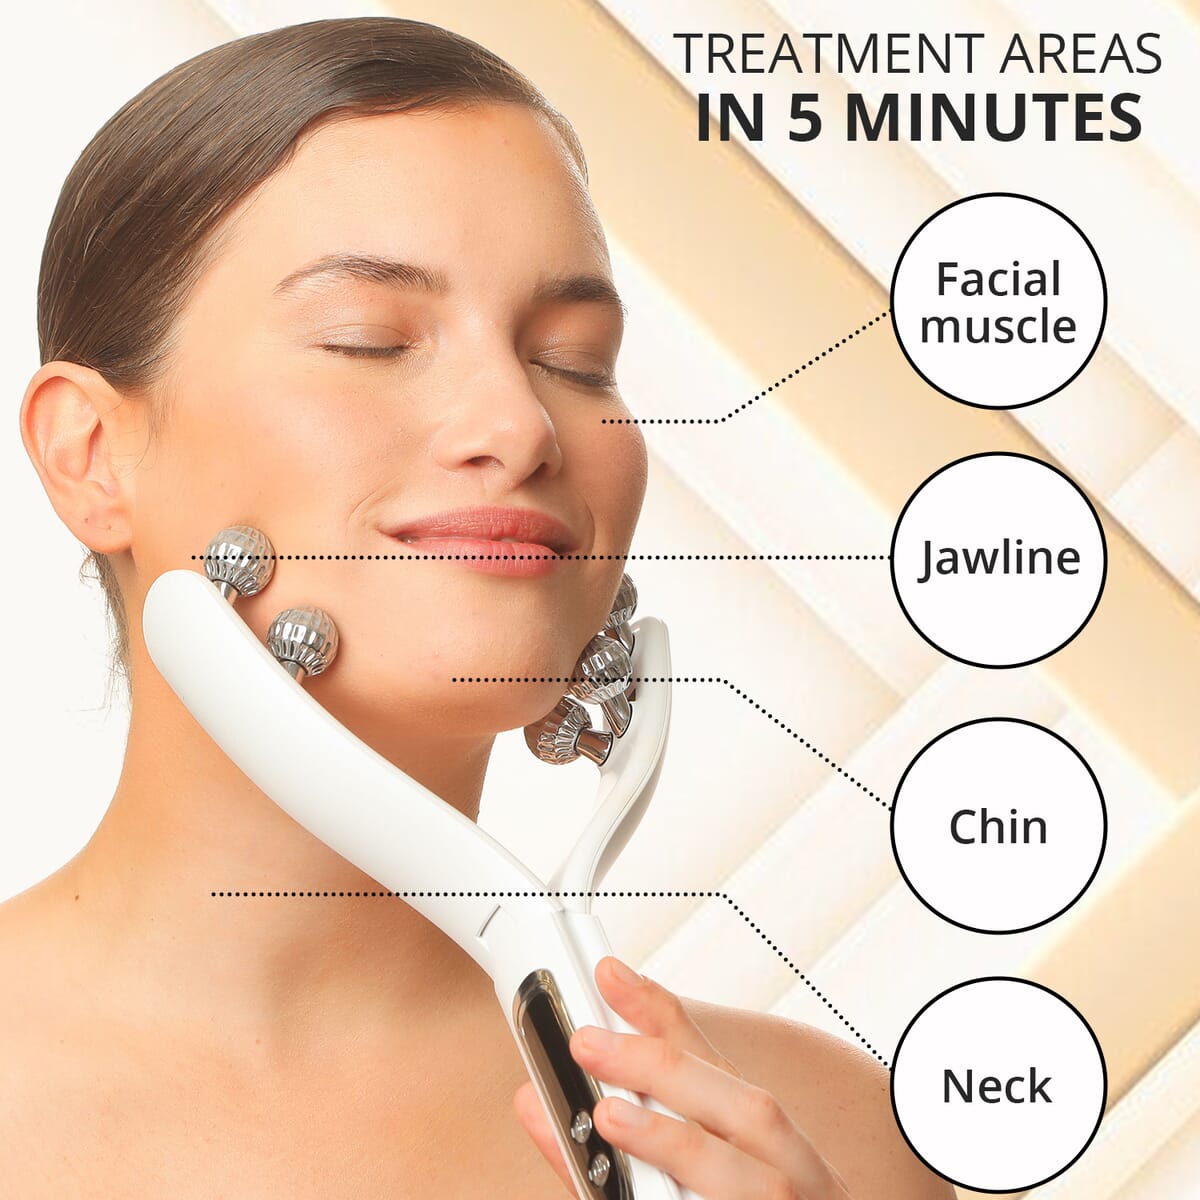 TREATMENT AREAS
IN 5 MINUTES
Facial
muscle
Jawline
Chin
Neck